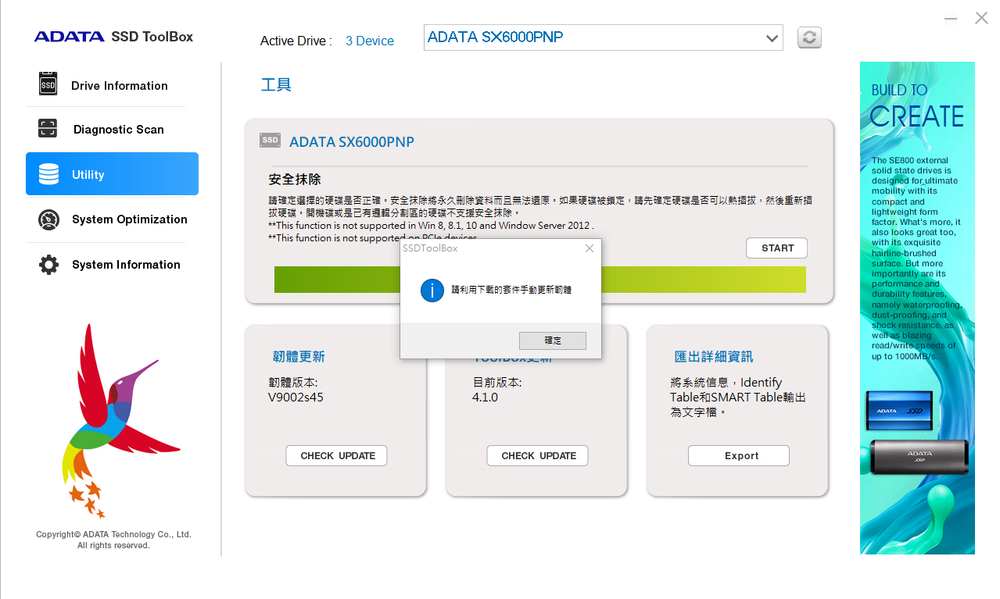 ADATA SSD ToolBox
Active Drive : 3 Device
ADATA SX6000PNP
Drive Information
Diagnostic Scan
Utility
System Optimization
System Information
Copyright© ADATA Technology Co., Ltd.
All rights reserved.
工具
SSD ADATA SX6000PNP
安全抹除
請確定選擇的硬碟是否正確。安全抹除將永久刪除資料而且無法還原。如果硬碟被鎖定，請先確定硬碟是否可以熱插拔，然後重新插
拔硬碟。開機碟或是已有邏輯分割區的硬碟不支援安全抹除。
**This function is not supported in Win 8, 8.1, 10 and Window Server 2012 .
**This function is not supported on PCIe devices
START
SSDToolBox
請利用下載的套件手動更新韌體
確定
韌體更新
韌體版本:
V9002s45
CHECK UPDATE
ToolBox更新
目前版本:
4.1.0
CHECK UPDATE
匯出詳細資訊
將系統信息，Identify
Table和SMART Table輸出
為文字檔。
Export
BUILD TO
CREATE
The SE800 external
solid state drives is
designed for ultimate
mobility with its
compact and
lightweight form
factor. What's more, it
also looks great too,
with its exquisite
hairline-brushed
surface. But more
importantly are its
performance and
durability features,
namely waterproofing,
dust-proofing, and
shock resistance, as
well as blazing
read/write speeds of
up to 1000MB/s.
ADATA SSD
ADATA
SSD